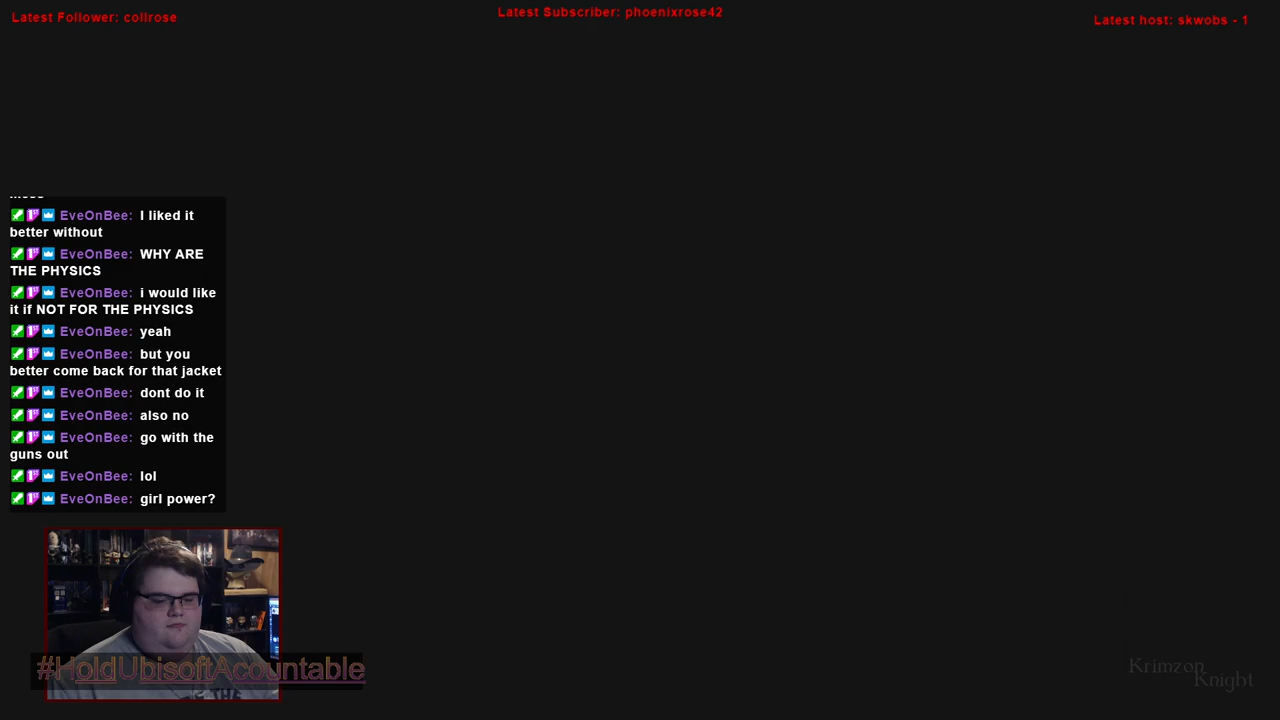 Latest Follower: collrose
Latest Subscriber: phoenixrose42
Latest host: skwobs - 1
EveOnBee: I liked it
better without
EveOnBee: WHY ARE
THE PHYSICS
EveOnBee: i would like
it if NOT FOR THE PHYSICS
EveOnBee: yeah
EveOnBee: but you
better come back for that jacket
EveOnBee: dont do it
EveOnBee: also no
EveOnBee: go with the
guns out
EveOnBee: lol
EveOnBee: girl power?
#HoldUbisoftAcountable
Krimzon
Knight